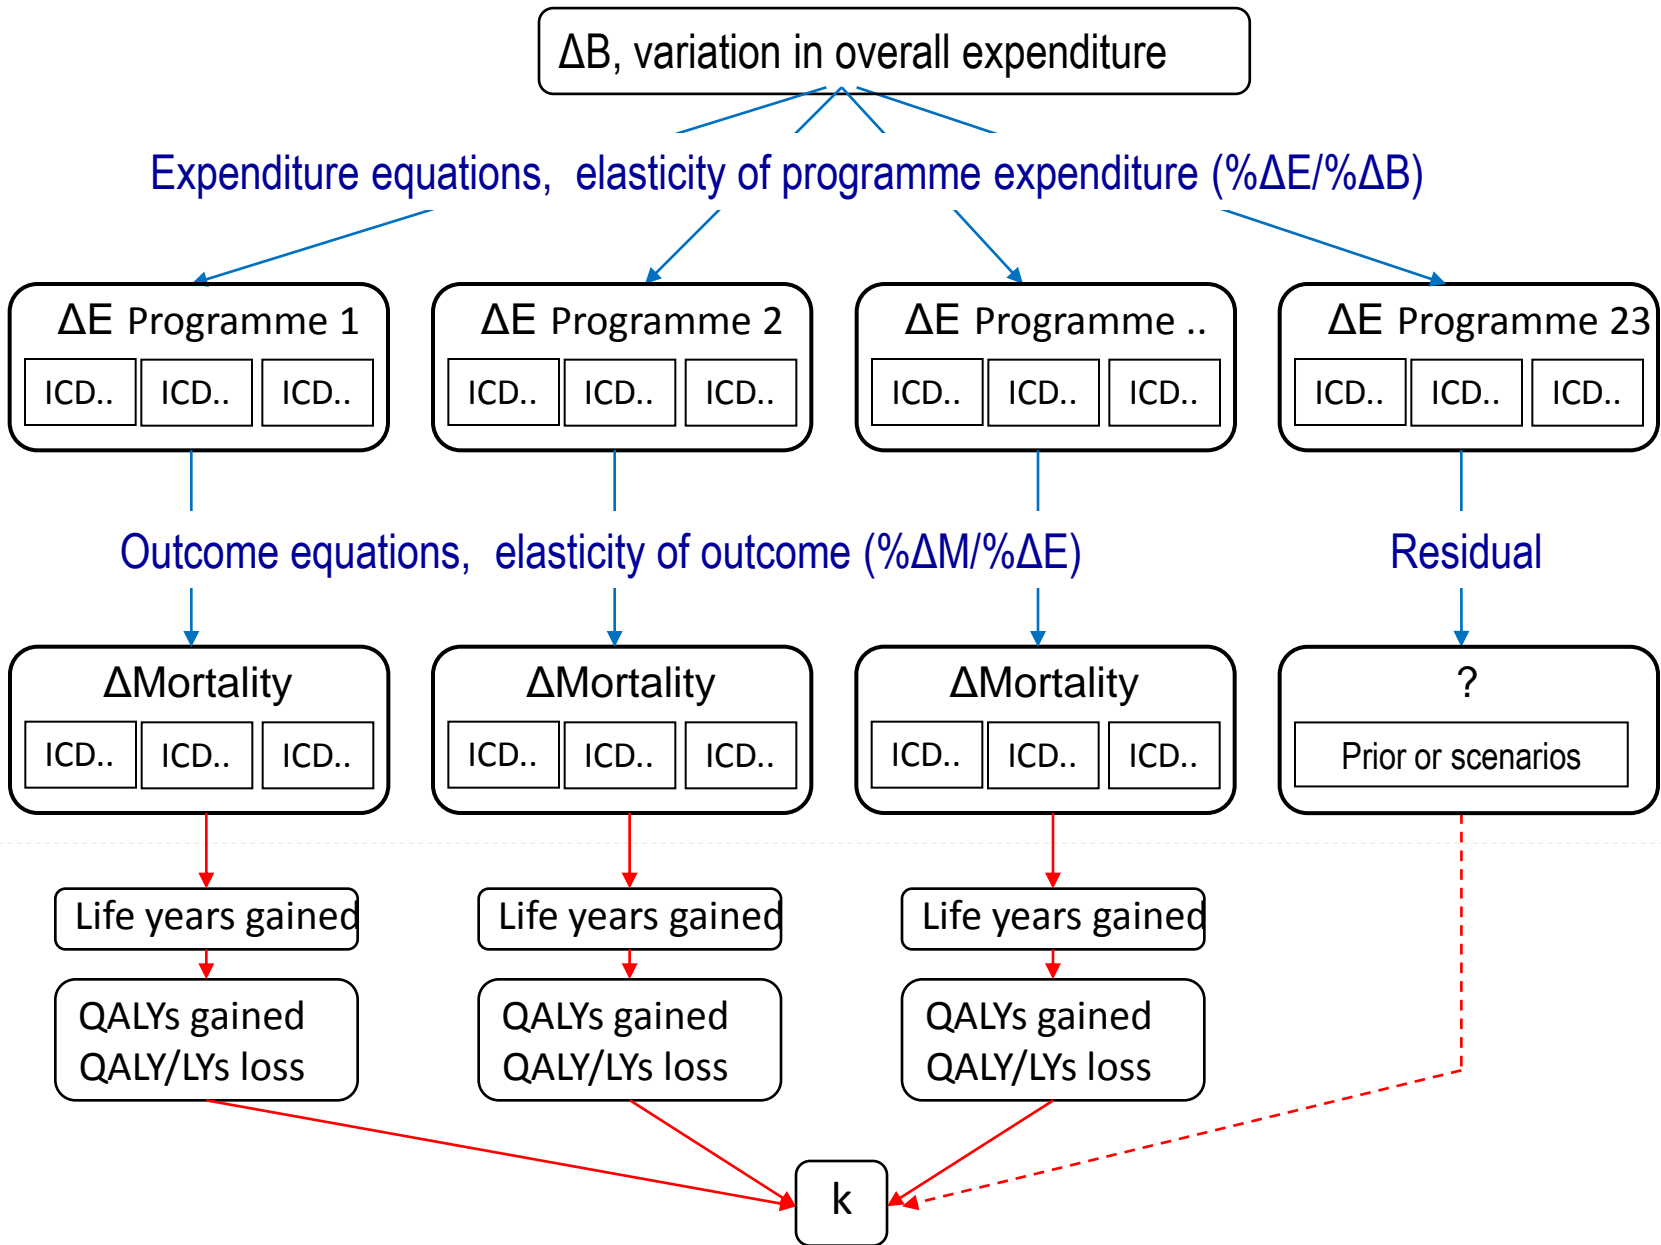 ΔB, variation in overall expenditure
Expenditure equations, elasticity of programme expenditure (%ΔE/%ΔB)
ΔE Programme 1
ICD.. ICD.. ICD..
ΔE Programme 2
ICD.. ICD.. ICD..
ΔE Programme ..
ICD.. ICD.. ICD..
ΔE Programme 23
ICD.. ICD.. ICD..
Outcome equations, elasticity of outcome (%ΔM/%ΔE)
Residual
ΔMortality
ICD.. ICD.. ICD..
ΔMortality
ICD.. ICD.. ICD..
ΔMortality
ICD.. ICD.. ICD..
?
Prior or scenarios
Life years gained
Life years gained
Life years gained
QALYs gained
QALY/LYs loss
QALYs gained
QALY/LYs loss
QALYs gained
QALY/LYs loss
k